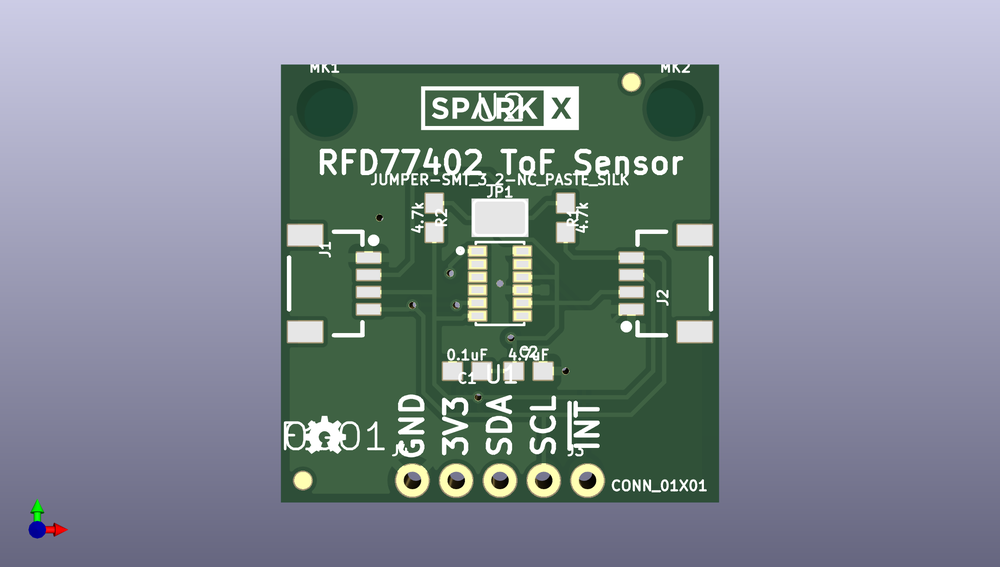 MK1
MK2
SPARK X
U2
RFD77402 ToF Sensor
JUMPER-SMT_3_2-NC_PASTE_SILK
JP1
4.7k
R2
R1
4.7k
J1
J2
C2
0.1uF
4.7uF
C1
U1
GND
3V3
SDA
SCL
INT
J3
CONN_01X01